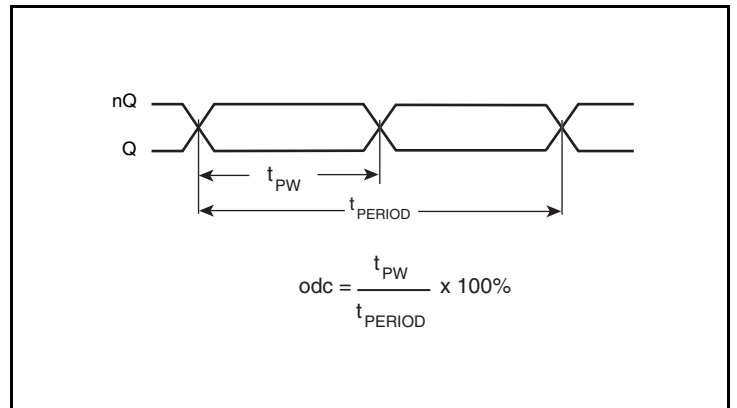 nQ
Q
tPW
tPERIOD
odc = tPW / tPERIOD x 100%